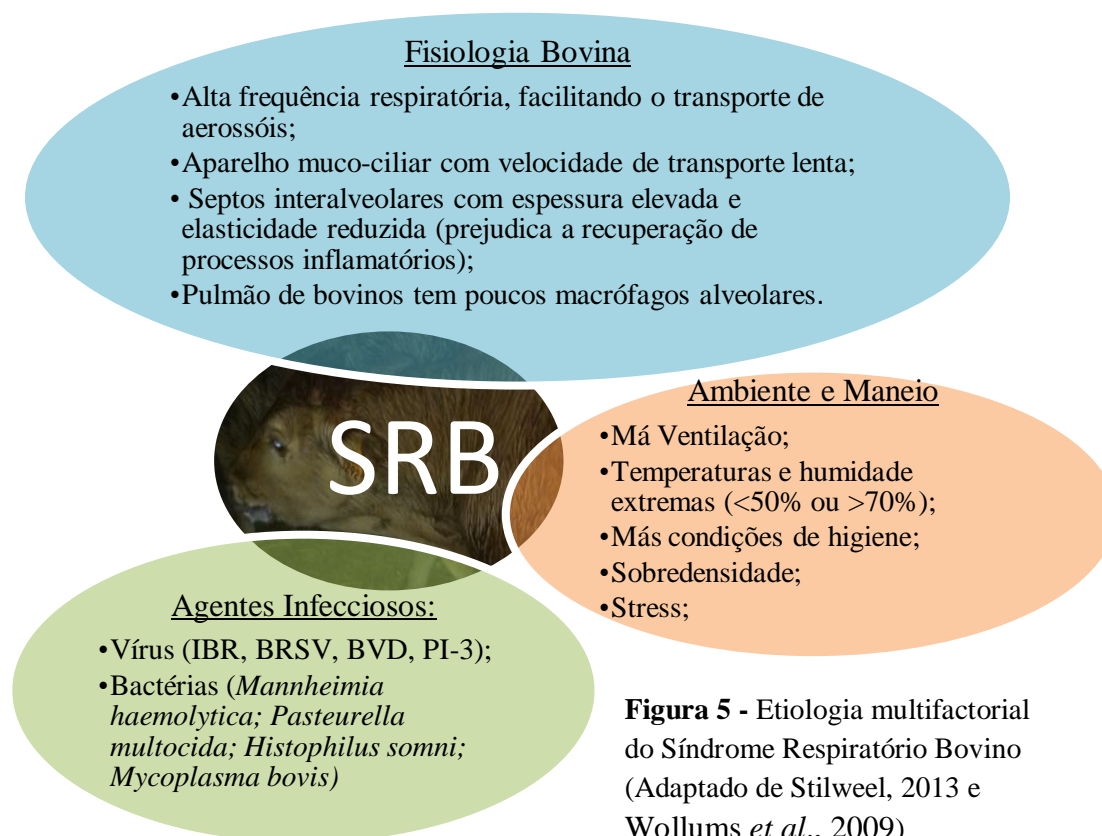 Fisiologia Bovina
•Alta frequência respiratória, facilitando o transporte de
aerossóis;
•Aparelho muco-ciliar com velocidade de transporte lenta;
• Septos interalveolares com espessura elevada e
elasticidade reduzida (prejudica a recuperação de
processos inflamatórios);
•Pulmão de bovinos tem poucos macrófagos alveolares.
SRB
Ambiente e Maneio
•Má Ventilação;
•Temperaturas e humidade
extremas (<50% ou >70%);
•Más condições de higiene;
•Sobredensidade;
•Stress;
Agentes Infecciosos:
•Vírus (IBR, BRSV, BVD, PI-3);
•Bactérias (Mannheimia
haemolytica; Pasteurella
multocida; Histophilus somni;
Mycoplasma bovis)
Figura 5 - Etiologia multifactorial
do Síndrome Respiratório Bovino
(Adaptado de Stilweel, 2013 e
Wollums et al., 2009)